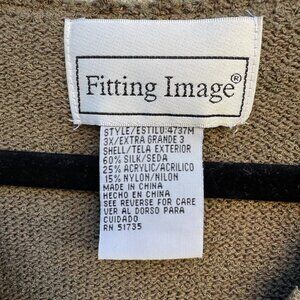 Fitting Image®
STYLE/ESTILO:4737M
3X/EXTRA GRANDE 3
SHELL/TELA EXTERIOR
60% SILK/SEDA
25% ACRYLIC/ACRILICO
15% NYLON/NILON
MADE IN CHINA
HECHO EN CHINA
SEE REVERSE FOR CARE
VER AL DORSO PARA
CUIDADO
RN 51735